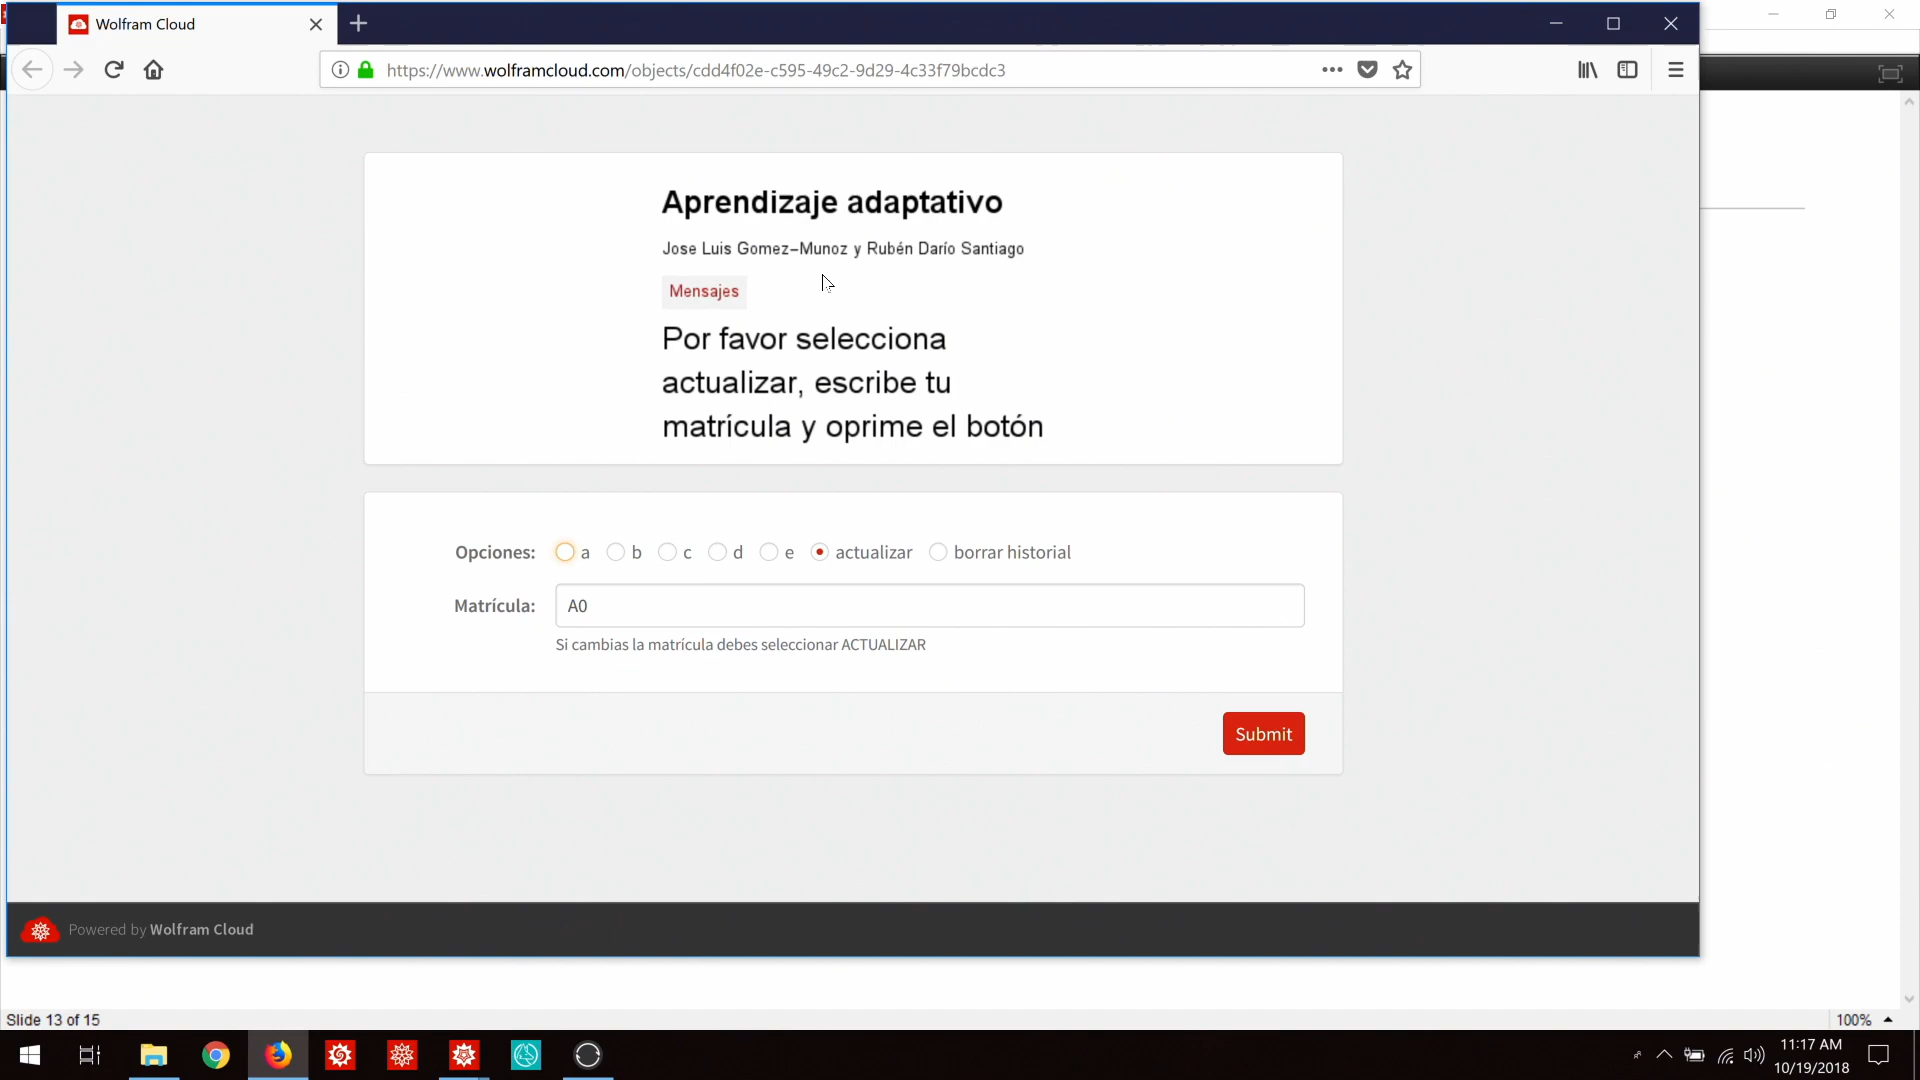 Wolfram Cloud
https://www.wolframcloud.com/objects/cdd4f02e-c595-49c2-9d29-4c33f79bcdc3
Aprendizaje adaptativo
Jose Luis Gomez-Munoz y Rubén Darío Santiago
Mensajes
Por favor selecciona
actualizar, escribe tu
matrícula y oprime el botón
Opciones: a b c d e actualizar borrar historial
Matrícula: A0
Si cambias la matrícula debes seleccionar ACTUALIZAR
Submit
Powered by Wolfram Cloud
Slide 13 of 15
100%
11:17 AM
10/19/2018